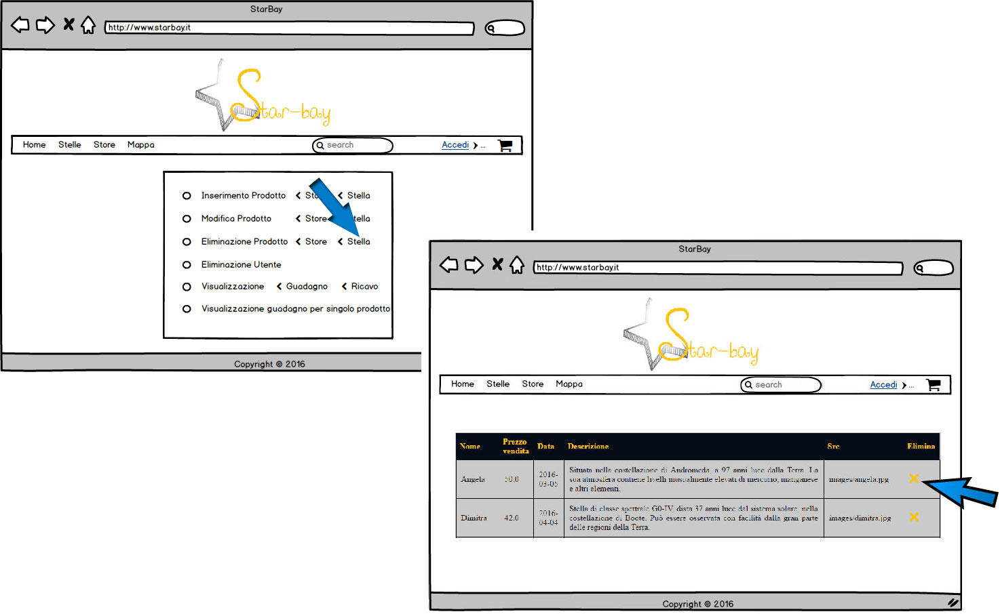 StarBay
http://www.starbay.it
Star-bay
Home Stelle Store Mappa search Accedi ...
Inserimento Prodotto Stella
Modifica Prodotto Store
Eliminazione Prodotto Store Stella
Eliminazione Utente
Visualizzazione Guadagno Ricavo
Visualizzazione guadagno per singolo prodotto
Copyright © 2016
StarBay
http://www.starbay.it
Star-bay
Home Stelle Store Mappa search Accedi ...
Nome Prezzo vendita Data Descrizione Src Elimina
Angela 50.0 2016-03-05
Situata nella costellazione di Andromeda, a 97 anni luce dalla Terra. La
sua atmosfera contiene livelli inusualmente elevati di mercurio, manganese
e altri elementi.
images/angela.jpg
Dimitra 42.0 2016-04-04
Stella di classe spettrale G0-IV, dista 37 anni luce dal sistema solare, nella
costellazione di Boote. Può essere osservata con facilità dalla gran parte
delle regioni della Terra.
images/dimitra.jpg
Copyright © 2016